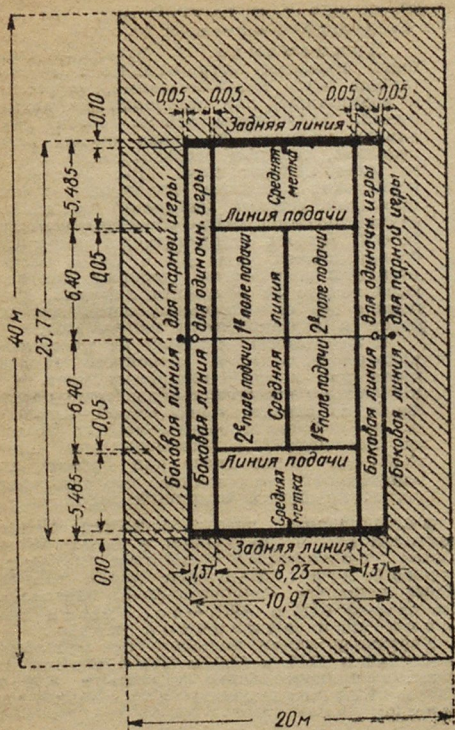 0,05 0,05 0,05 0,05
Задняя линия
0,10
Средняя
метка
Линия подачи
5,485
6,40
0,05
23,77
40 м
6,40
0,05
5,485
0,10
Боковая линия для парной игры
Боковая линия для одиночн. игры
2е поле подачи 1е поле подачи
Средняя линия
1е поле подачи 2е поле подачи
Боковая линия для одиночн. игры
Боковая линия для парной игры
Линия подачи
Средняя
метка
Задняя линия
1,37 8,23 1,37
10,97
20 м